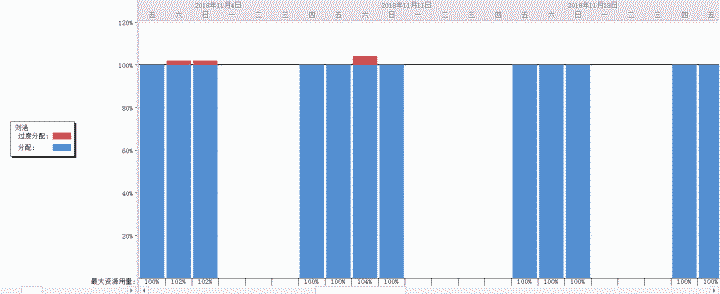 2018年11月4日 2018年11月11日 2018年11月18日
五 六 日 一 二 三 四 五 六 日 一 二 三 四 五 六 日 一 二 三 四 五
120%
100%
80%
60%
40%
20%
过度分配:
分配:
最大资源用量: 100% 102% 102% 100% 100% 104% 100% 100% 100% 100% 100% 100%